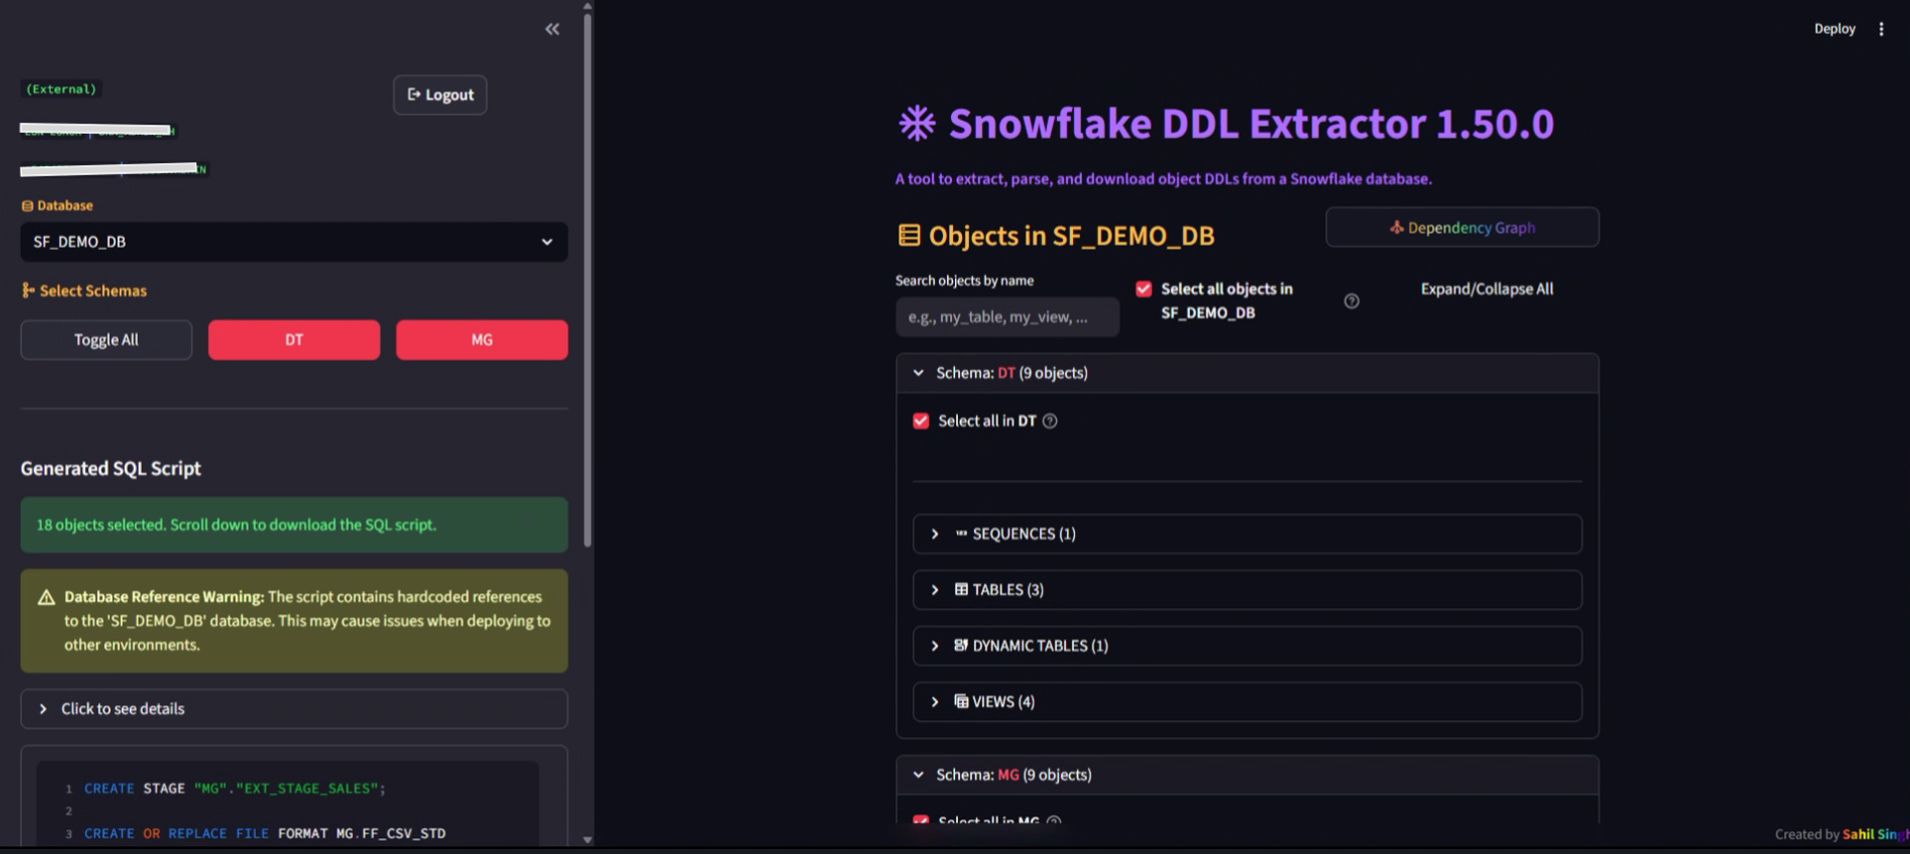 (External)
Logout
Database
SF_DEMO_DB
Select Schemas
Toggle All
DT
MG
Generated SQL Script
18 objects selected. Scroll down to download the SQL script.
Database Reference Warning: The script contains hardcoded references
to the 'SF_DEMO_DB' database. This may cause issues when deploying to
other environments.
Click to see details
1 CREATE STAGE "MG"."EXT_STAGE_SALES";
2
3 CREATE OR REPLACE FILE FORMAT MG.FF_CSV_STD
Deploy
Snowflake DDL Extractor 1.50.0
A tool to extract, parse, and download object DDLs from a Snowflake database.
Objects in SF_DEMO_DB
Dependency Graph
Search objects by name
e.g., my_table, my_view, ...
Select all objects in
SF_DEMO_DB
Expand/Collapse All
Schema: DT (9 objects)
Select all in DT
SEQUENCES (1)
TABLES (3)
DYNAMIC TABLES (1)
VIEWS (4)
Schema: MG (9 objects)
Select all in MG
Created by Sahil Singh